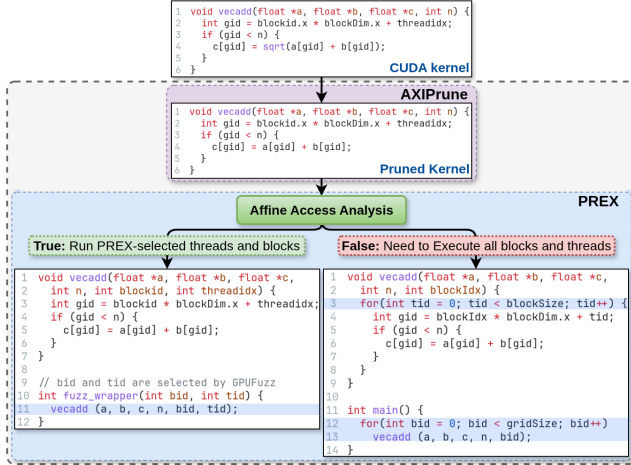 1 void vecadd(float *a, float *b, float *c, int n) {
2 int gid = blockid.x * blockDim.x + threadidx;
3 if (gid < n) {
4 c[gid] = sqrt(a[gid] + b[gid]);
5 }
6 }
CUDA kernel
AXIPrune
1 void vecadd(float *a, float *b, float *c, int n) {
2 int gid = blockid.x * blockDim.x + threadidx;
3 if (gid < n) {
4 c[gid] = a[gid] + b[gid];
5 }
6 }
Pruned Kernel
PREX
Affine Access Analysis
True: Run PREX-selected threads and blocks
1 void vecadd(float *a, float *b, float *c,
2 int n, int blockid, int threadidx) {
3 int gid = blockid * blockDim.x + threadidx;
4 if (gid < n) {
5 c[gid] = a[gid] + b[gid];
6 }
7 }
8
9 // bid and tid are selected by GPUFuzz
10 int fuzz_wrapper(int bid, int tid) {
11 vecadd (a, b, c, n, bid, tid);
12 }
False: Need to Execute all blocks and threads
1 void vecadd(float *a, float *b, float *c,
2 int n, int blockIdx) {
3 for(int tid = 0; tid < blockSize; tid++) {
4 int gid = blockIdx * blockDim.x + tid;
5 if (gid < n) {
6 c[gid] = a[gid] + b[gid];
7 }
8 }
9 }
10
11 int main() {
12 for(int bid = 0; bid < gridSize; bid++)
13 vecadd (a, b, c, n, bid);
14 }